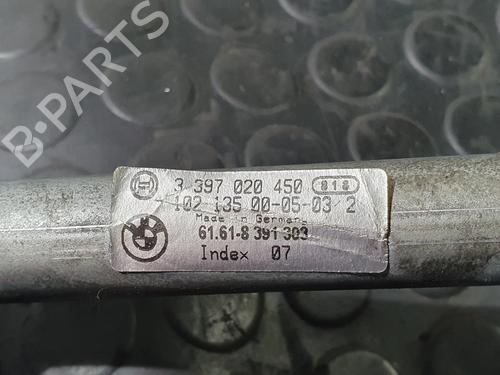 B-PARTS
3 397 020 450 818
102 135 00-05-03 2
Made in Germany
61.61-8 391 303
Index 07